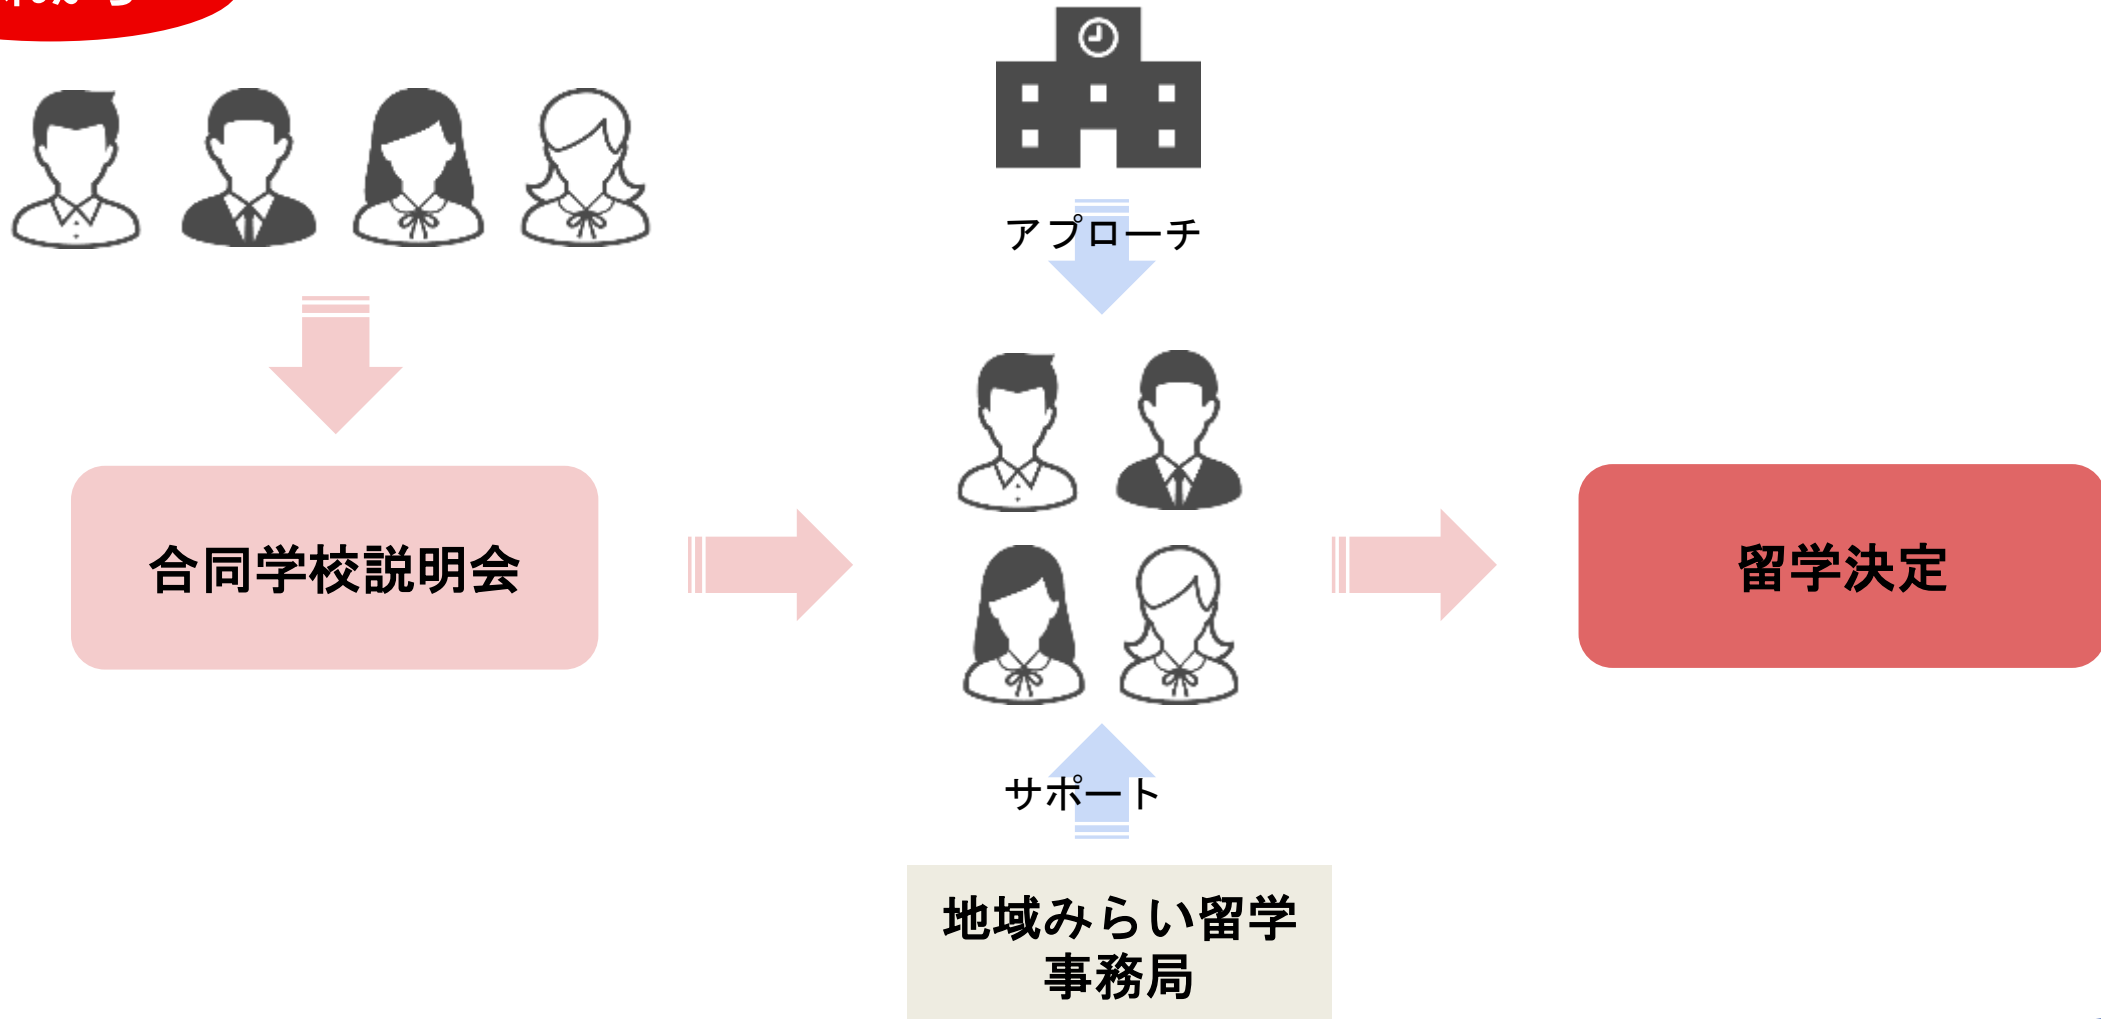 アプローチ
合同学校説明会
留学決定
サポート
地域みらい留学
事務局